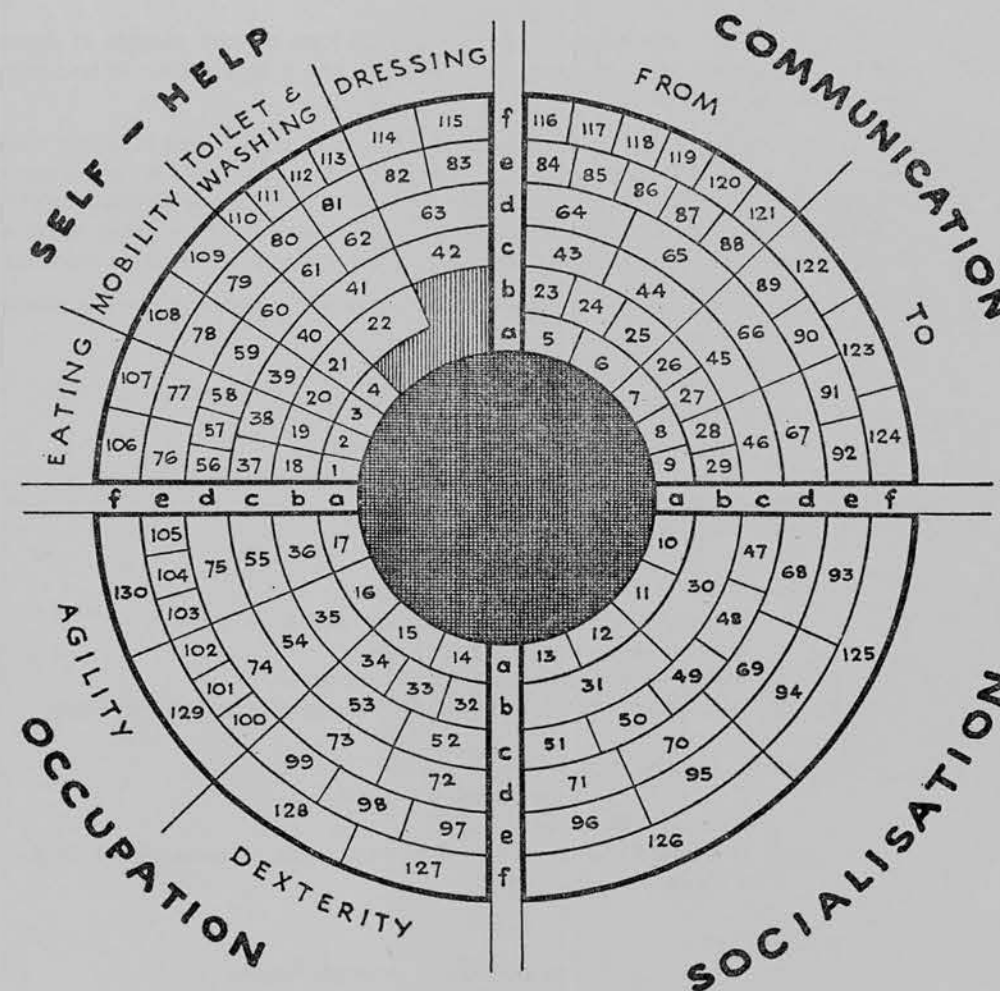 SELF - HELP
EATING
MOBILITY
TOILET &
WASHING
DRESSING
f e d c b a
106 76 56 37 18 1
57 2
107 77 58 38 19
108 78 59 39 20 3
109 79 60 40 21 4
110 80 61 41 22
111 112 113 81 62
114 115 82 83 63 42
f
e
d
c
b
a
COMMUNICATION
FROM
TO
116 117 118 119 120 121
84 85 86 87 88
64 65
43 44
23 24 25 26
5 6 7
122 123 124
89 90 91 92
66 67
45 46
27 28 29
8 9
a b c d e f
SOCIALISATION
10 11 12 13
30 31
47 48 49 50 51
68 69 70 71
93 94 95 96
125 126
a
b
c
d
e
f
OCCUPATION
AGILITY
130 105 75 55 36 17
104
103
129 102 74 54 35 16
101
100
DEXTERITY
15 14
34 33 32
53 52
73 72
99 98 97
128 127